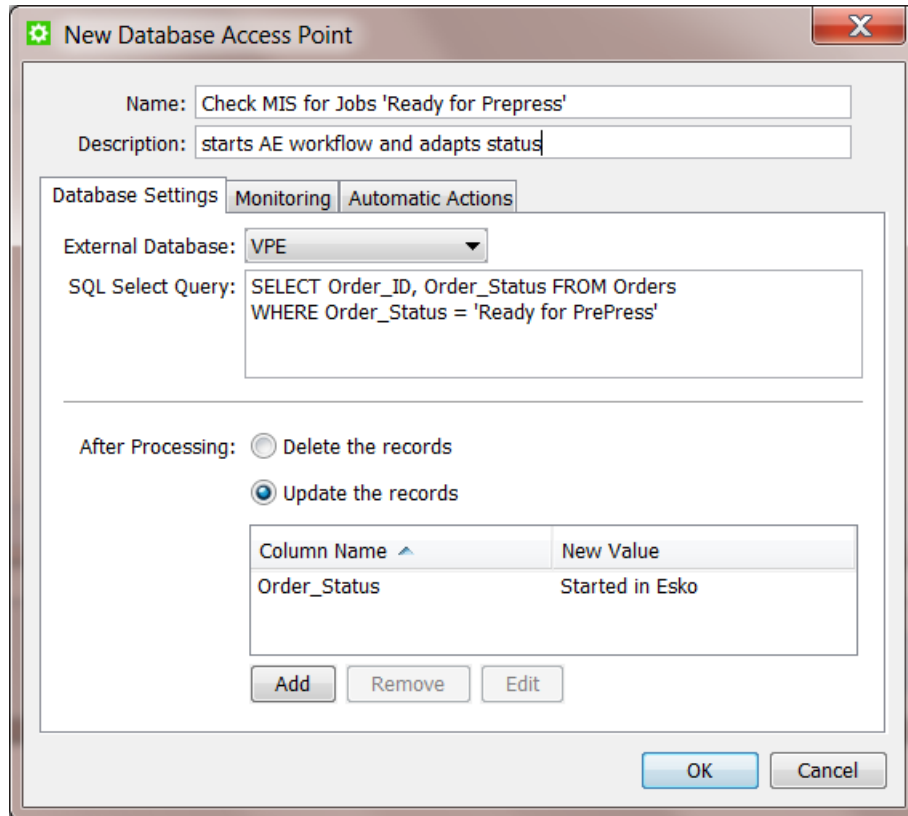 New Database Access Point
Name: Check MIS for Jobs 'Ready for Prepress'
Description: starts AE workflow and adapts status
Database Settings Monitoring Automatic Actions
External Database: VPE
SQL Select Query: SELECT Order_ID, Order_Status FROM Orders
WHERE Order_Status = 'Ready for PrePress'
After Processing: Delete the records
Update the records
Column Name New Value
Order_Status Started in Esko
Add Remove Edit
OK Cancel